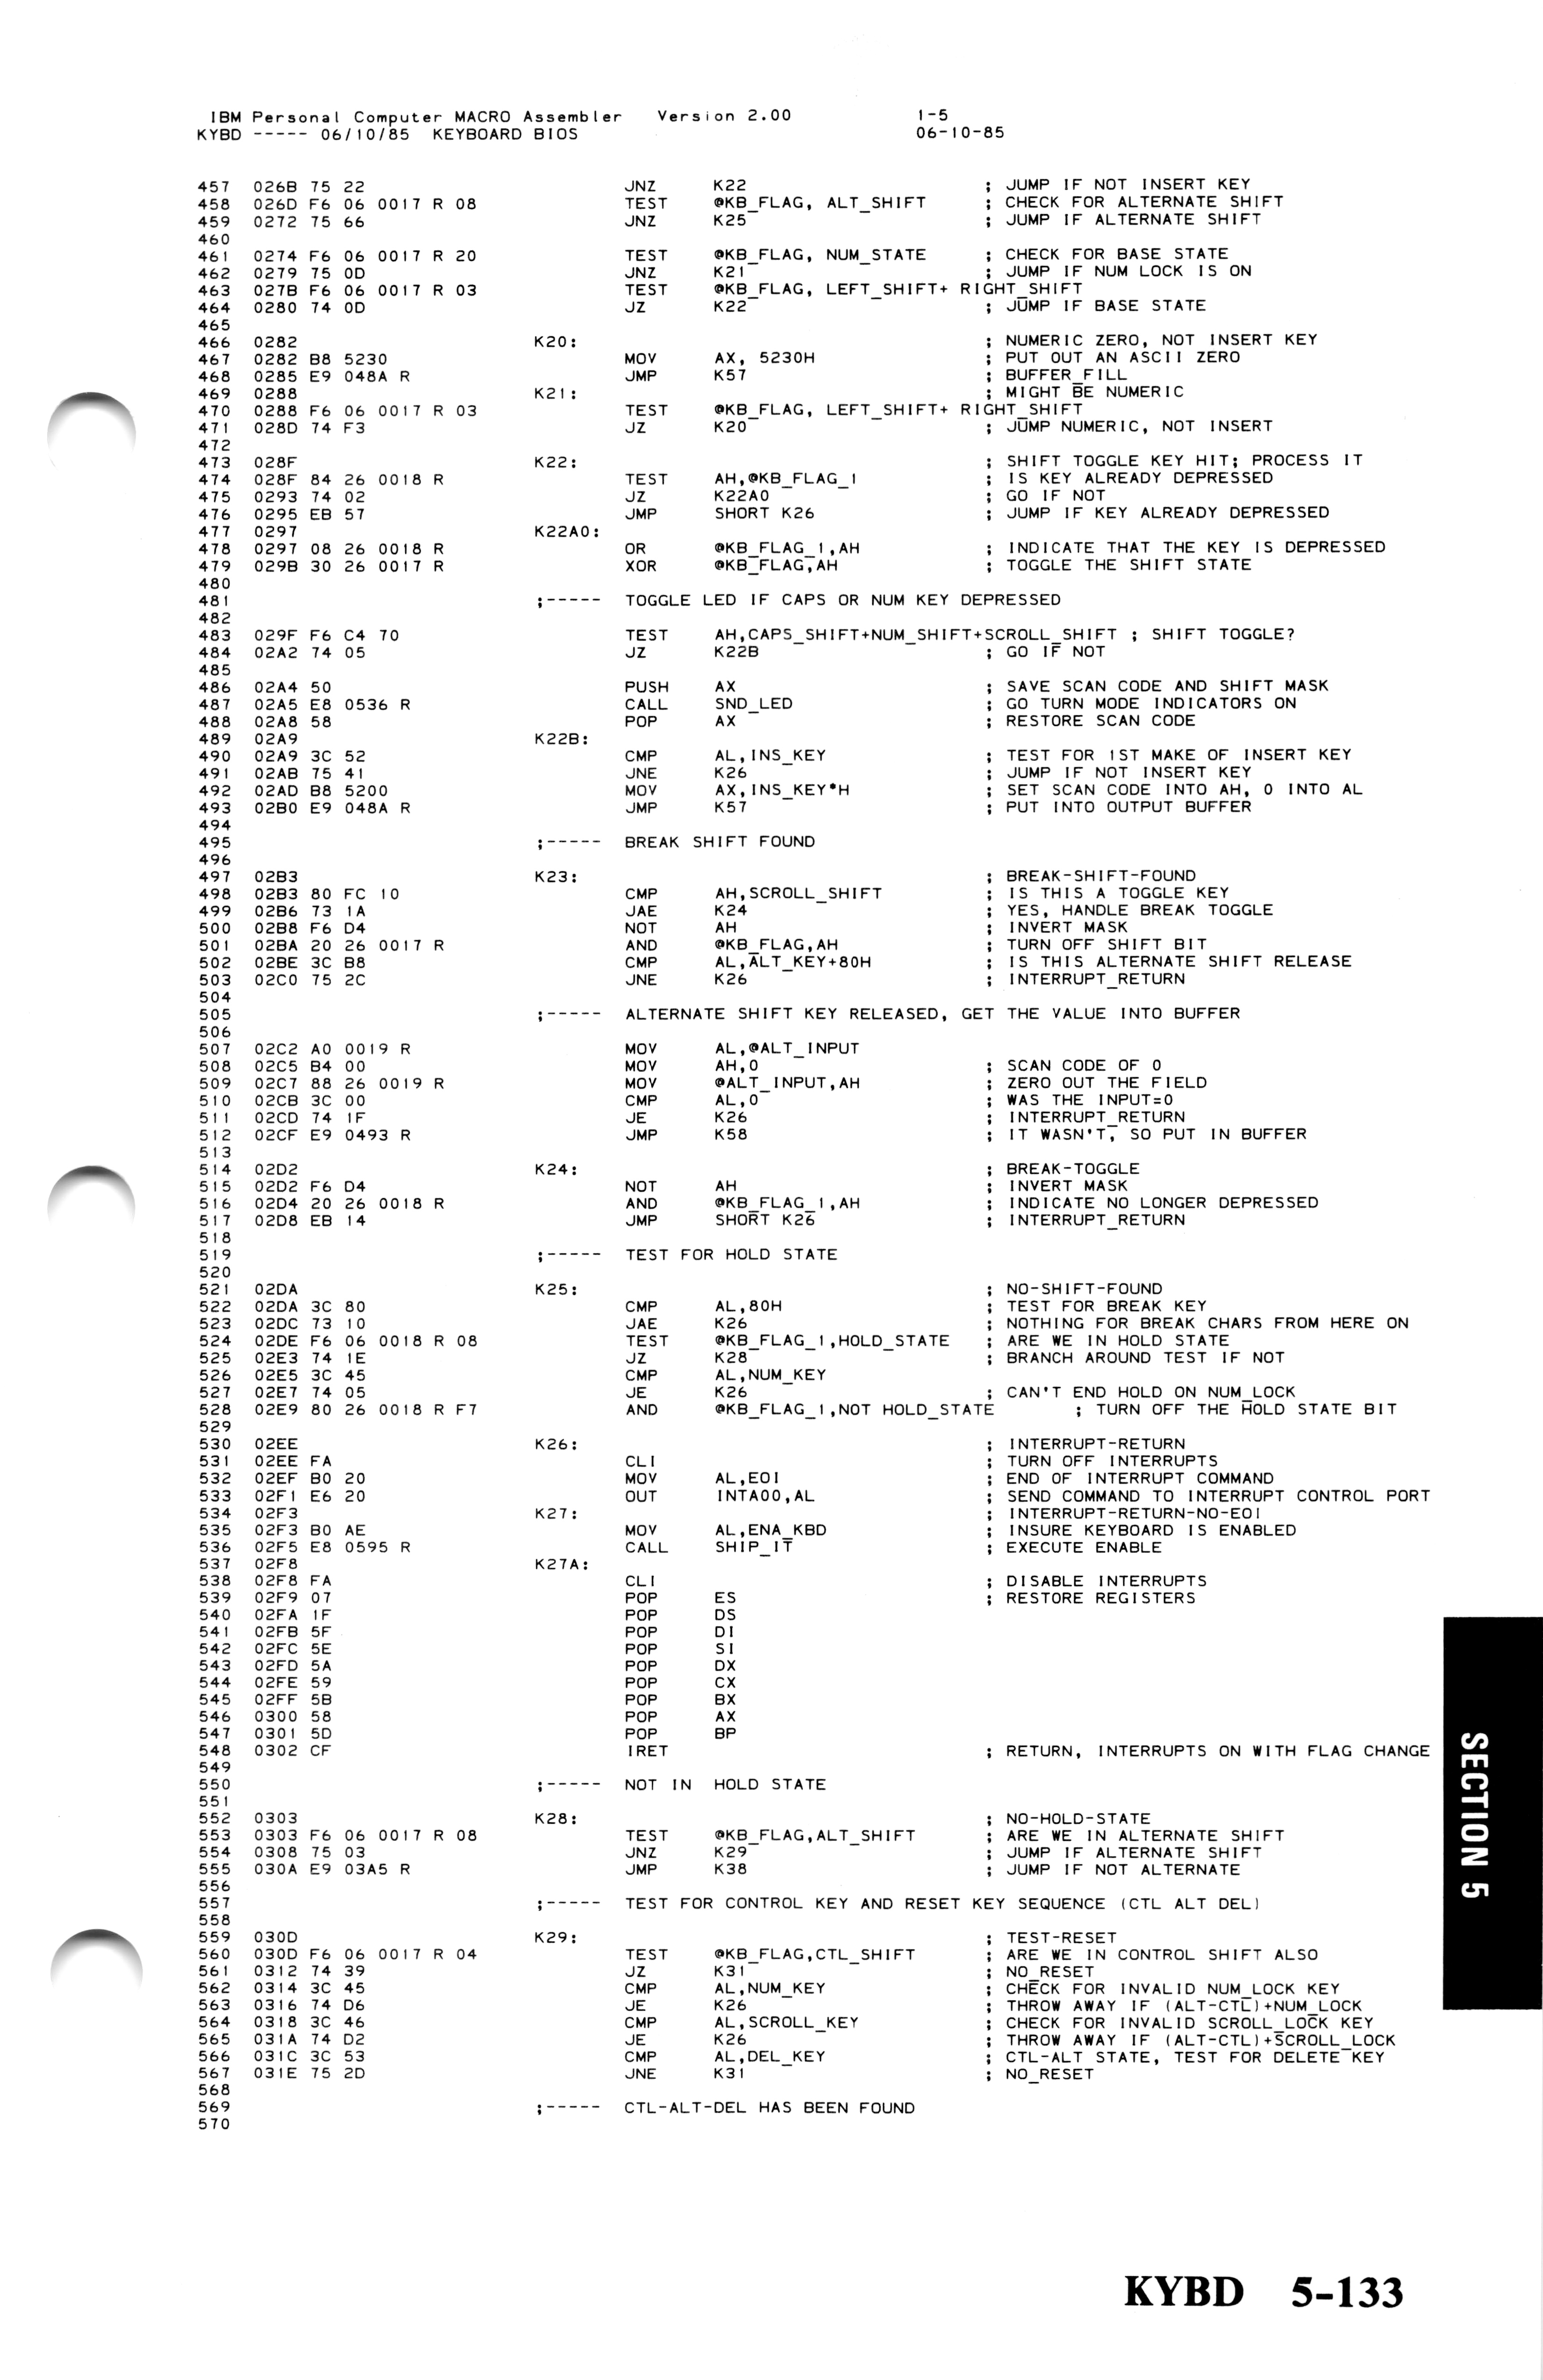 IBM Personal Computer MACRO Assembler   Version 2.00   1-5
KYBD ----- 06/10/85  KEYBOARD BIOS   06-10-85
457  026B 75 22   JNZ  K22   ; JUMP IF NOT INSERT KEY
458  026D F6 06 0017 R 08   TEST  @KB_FLAG, ALT_SHIFT   ; CHECK FOR ALTERNATE SHIFT
459  0272 75 66   JNZ  K25   ; JUMP IF ALTERNATE SHIFT
460
461  0274 F6 06 0017 R 20   TEST  @KB_FLAG, NUM_STATE   ; CHECK FOR BASE STATE
462  0279 75 0D   JNZ  K21   ; JUMP IF NUM LOCK IS ON
463  027B F6 06 0017 R 03   TEST  @KB_FLAG, LEFT_SHIFT+ RIGHT_SHIFT
464  0280 74 0D   JZ  K22   ; JUMP IF BASE STATE
465
466  0282   K20:   ; NUMERIC ZERO, NOT INSERT KEY
467  0282 B8 5230   MOV  AX, 5230H   ; PUT OUT AN ASCII ZERO
468  0285 E9 048A R   JMP  K57   ; BUFFER_FILL
469  0288   K21:   ; MIGHT BE NUMERIC
470  0288 F6 06 0017 R 03   TEST  @KB_FLAG, LEFT_SHIFT+ RIGHT_SHIFT
471  028D 74 F3   JZ  K20   ; JUMP NUMERIC, NOT INSERT
472
473  028F   K22:   ; SHIFT TOGGLE KEY HIT; PROCESS IT
474  028F 84 26 0018 R   TEST  AH,@KB_FLAG_1   ; IS KEY ALREADY DEPRESSED
475  0293 74 02   JZ  K22A0   ; GO IF NOT
476  0295 EB 57   JMP  SHORT K26   ; JUMP IF KEY ALREADY DEPRESSED
477  0297   K22A0:
478  0297 08 26 0018 R   OR  @KB_FLAG_1,AH   ; INDICATE THAT THE KEY IS DEPRESSED
479  029B 30 26 0017 R   XOR  @KB_FLAG,AH   ; TOGGLE THE SHIFT STATE
480
481   ;-----  TOGGLE LED IF CAPS OR NUM KEY DEPRESSED
482
483  029F F6 C4 70   TEST  AH,CAPS_SHIFT+NUM_SHIFT+SCROLL_SHIFT ; SHIFT TOGGLE?
484  02A2 74 05   JZ  K22B   ; GO IF NOT
485
486  02A4 50   PUSH  AX   ; SAVE SCAN CODE AND SHIFT MASK
487  02A5 E8 0536 R   CALL  SND_LED   ; GO TURN MODE INDICATORS ON
488  02A8 58   POP  AX   ; RESTORE SCAN CODE
489  02A9   K22B:
490  02A9 3C 52   CMP  AL,INS_KEY   ; TEST FOR 1ST MAKE OF INSERT KEY
491  02AB 75 41   JNE  K26   ; JUMP IF NOT INSERT KEY
492  02AD B8 5200   MOV  AX,INS_KEY*H   ; SET SCAN CODE INTO AH, 0 INTO AL
493  02B0 E9 048A R   JMP  K57   ; PUT INTO OUTPUT BUFFER
494
495   ;-----  BREAK SHIFT FOUND
496
497  02B3   K23:   ; BREAK-SHIFT-FOUND
498  02B3 80 FC 10   CMP  AH,SCROLL_SHIFT   ; IS THIS A TOGGLE KEY
499  02B6 73 1A   JAE  K24   ; YES, HANDLE BREAK TOGGLE
500  02B8 F6 D4   NOT  AH   ; INVERT MASK
501  02BA 20 26 0017 R   AND  @KB_FLAG,AH   ; TURN OFF SHIFT BIT
502  02BE 3C B8   CMP  AL,ALT_KEY+80H   ; IS THIS ALTERNATE SHIFT RELEASE
503  02C0 75 2C   JNE  K26   ; INTERRUPT_RETURN
504
505   ;-----  ALTERNATE SHIFT KEY RELEASED, GET THE VALUE INTO BUFFER
506
507  02C2 A0 0019 R   MOV  AL,@ALT_INPUT
508  02C5 B4 00   MOV  AH,0   ; SCAN CODE OF 0
509  02C7 88 26 0019 R   MOV  @ALT_INPUT,AH   ; ZERO OUT THE FIELD
510  02CB 3C 00   CMP  AL,0   ; WAS THE INPUT=0
511  02CD 74 1F   JE  K26   ; INTERRUPT_RETURN
512  02CF E9 0493 R   JMP  K58   ; IT WASN'T, SO PUT IN BUFFER
513
514  02D2   K24:   ; BREAK-TOGGLE
515  02D2 F6 D4   NOT  AH   ; INVERT MASK
516  02D4 20 26 0018 R   AND  @KB_FLAG_1,AH   ; INDICATE NO LONGER DEPRESSED
517  02D8 EB 14   JMP  SHORT K26   ; INTERRUPT_RETURN
518
519   ;-----  TEST FOR HOLD STATE
520
521  02DA   K25:   ; NO-SHIFT-FOUND
522  02DA 3C 80   CMP  AL,80H   ; TEST FOR BREAK KEY
523  02DC 73 10   JAE  K26   ; NOTHING FOR BREAK CHARS FROM HERE ON
524  02DE F6 06 0018 R 08   TEST  @KB_FLAG_1,HOLD_STATE   ; ARE WE IN HOLD STATE
525  02E3 74 1E   JZ  K28   ; BRANCH AROUND TEST IF NOT
526  02E5 3C 45   CMP  AL,NUM_KEY
527  02E7 74 05   JE  K26   ; CAN'T END HOLD ON NUM_LOCK
528  02E9 80 26 0018 R F7   AND  @KB_FLAG_1,NOT HOLD_STATE   ; TURN OFF THE HOLD STATE BIT
529
530  02EE   K26:   ; INTERRUPT-RETURN
531  02EE FA   CLI   ; TURN OFF INTERRUPTS
532  02EF B0 20   MOV  AL,EOI   ; END OF INTERRUPT COMMAND
533  02F1 E6 20   OUT  INTA00,AL   ; SEND COMMAND TO INTERRUPT CONTROL PORT
534  02F3   K27:   ; INTERRUPT-RETURN-NO-EOI
535  02F3 B0 AE   MOV  AL,ENA_KBD   ; INSURE KEYBOARD IS ENABLED
536  02F5 E8 0595 R   CALL  SHIP_IT   ; EXECUTE ENABLE
537  02F8   K27A:
538  02F8 FA   CLI   ; DISABLE INTERRUPTS
539  02F9 07   POP  ES   ; RESTORE REGISTERS
540  02FA 1F   POP  DS
541  02FB 5F   POP  DI
542  02FC 5E   POP  SI
543  02FD 5A   POP  DX
544  02FE 59   POP  CX
545  02FF 5B   POP  BX
546  0300 58   POP  AX
547  0301 5D   POP  BP
548  0302 CF   IRET   ; RETURN, INTERRUPTS ON WITH FLAG CHANGE
549
550   ;-----  NOT IN  HOLD STATE
551
552  0303   K28:   ; NO-HOLD-STATE
553  0303 F6 06 0017 R 08   TEST  @KB_FLAG,ALT_SHIFT   ; ARE WE IN ALTERNATE SHIFT
554  0308 75 03   JNZ  K29   ; JUMP IF ALTERNATE SHIFT
555  030A E9 03A5 R   JMP  K38   ; JUMP IF NOT ALTERNATE
556
557   ;-----  TEST FOR CONTROL KEY AND RESET KEY SEQUENCE (CTL ALT DEL)
558
559  030D   K29:   ; TEST-RESET
560  030D F6 06 0017 R 04   TEST  @KB_FLAG,CTL_SHIFT   ; ARE WE IN CONTROL SHIFT ALSO
561  0312 74 39   JZ  K31   ; NO_RESET
562  0314 3C 45   CMP  AL,NUM_KEY   ; CHECK FOR INVALID NUM_LOCK KEY
563  0316 74 D6   JE  K26   ; THROW AWAY IF (ALT-CTL)+NUM_LOCK
564  0318 3C 46   CMP  AL,SCROLL_KEY   ; CHECK FOR INVALID SCROLL_LOCK KEY
565  031A 74 D2   JE  K26   ; THROW AWAY IF (ALT-CTL)+SCROLL_LOCK
566  031C 3C 53   CMP  AL,DEL_KEY   ; CTL-ALT STATE, TEST FOR DELETE KEY
567  031E 75 2D   JNE  K31   ; NO_RESET
568
569   ;-----  CTL-ALT-DEL HAS BEEN FOUND
570
SECTION 5
KYBD   5-133